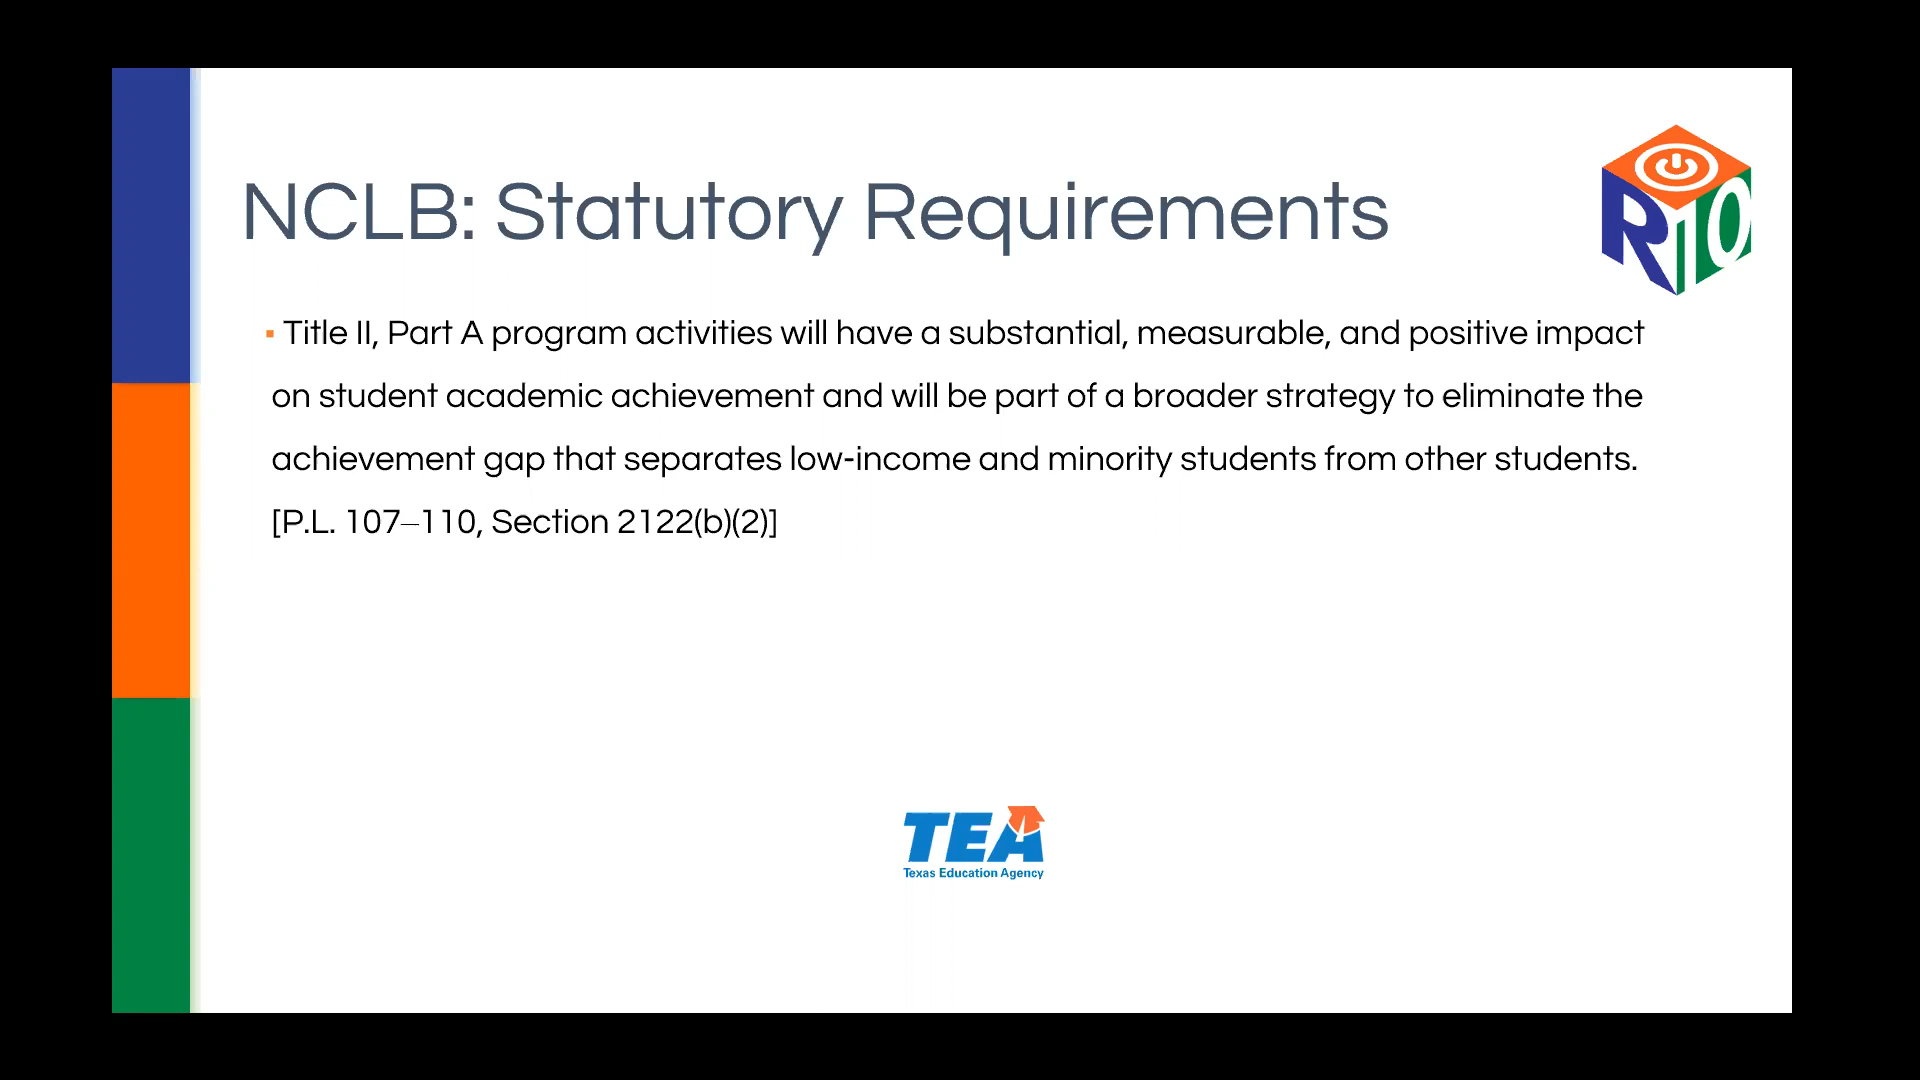 NCLB: Statutory Requirements
R10
▪ Title II, Part A program activities will have a substantial, measurable, and positive impact
on student academic achievement and will be part of a broader strategy to eliminate the
achievement gap that separates low-income and minority students from other students.
[P.L. 107–110, Section 2122(b)(2)]
TEA
Texas Education Agency